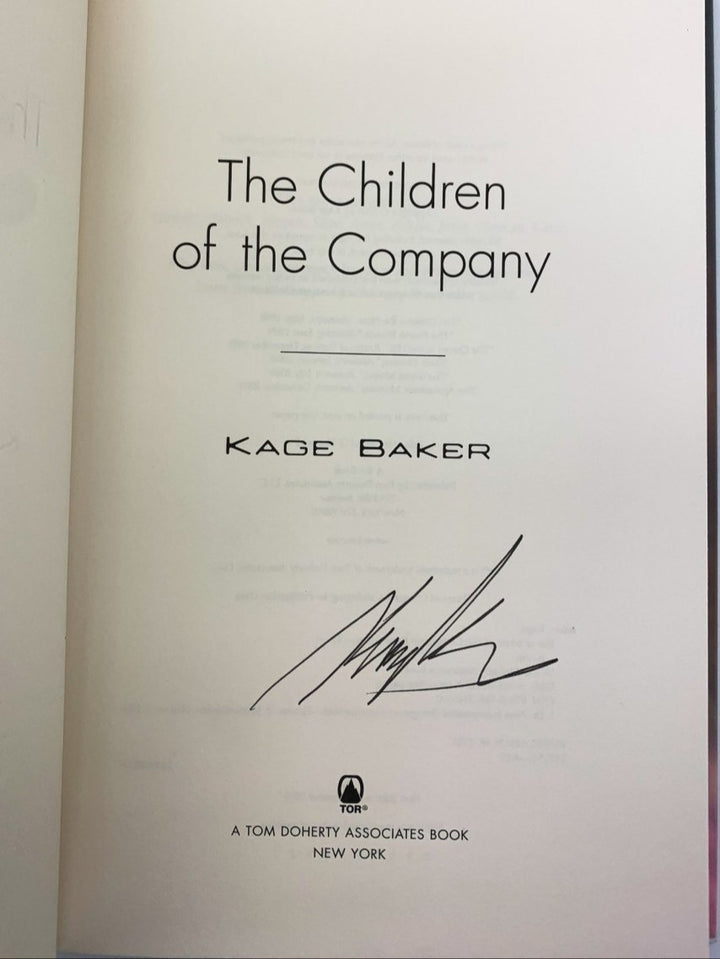 The Children
of the Company
KAGE BAKER
TOR®
A TOM DOHERTY ASSOCIATES BOOK
NEW YORK